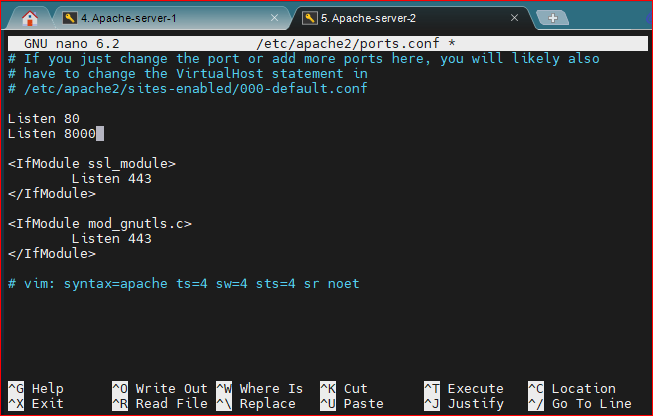 4. Apache-server-1
5. Apache-server-2
GNU nano 6.2 /etc/apache2/ports.conf *
# If you just change the port or add more ports here, you will likely also
# have to change the VirtualHost statement in
# /etc/apache2/sites-enabled/000-default.conf
Listen 80
Listen 8000
<IfModule ssl_module>
Listen 443
</IfModule>
<IfModule mod_gnutls.c>
Listen 443
</IfModule>
# vim: syntax=apache ts=4 sw=4 sts=4 sr noet
^G Help ^O Write Out ^W Where Is ^K Cut ^T Execute ^C Location
^X Exit ^R Read File ^\ Replace ^U Paste ^J Justify ^/ Go To Line